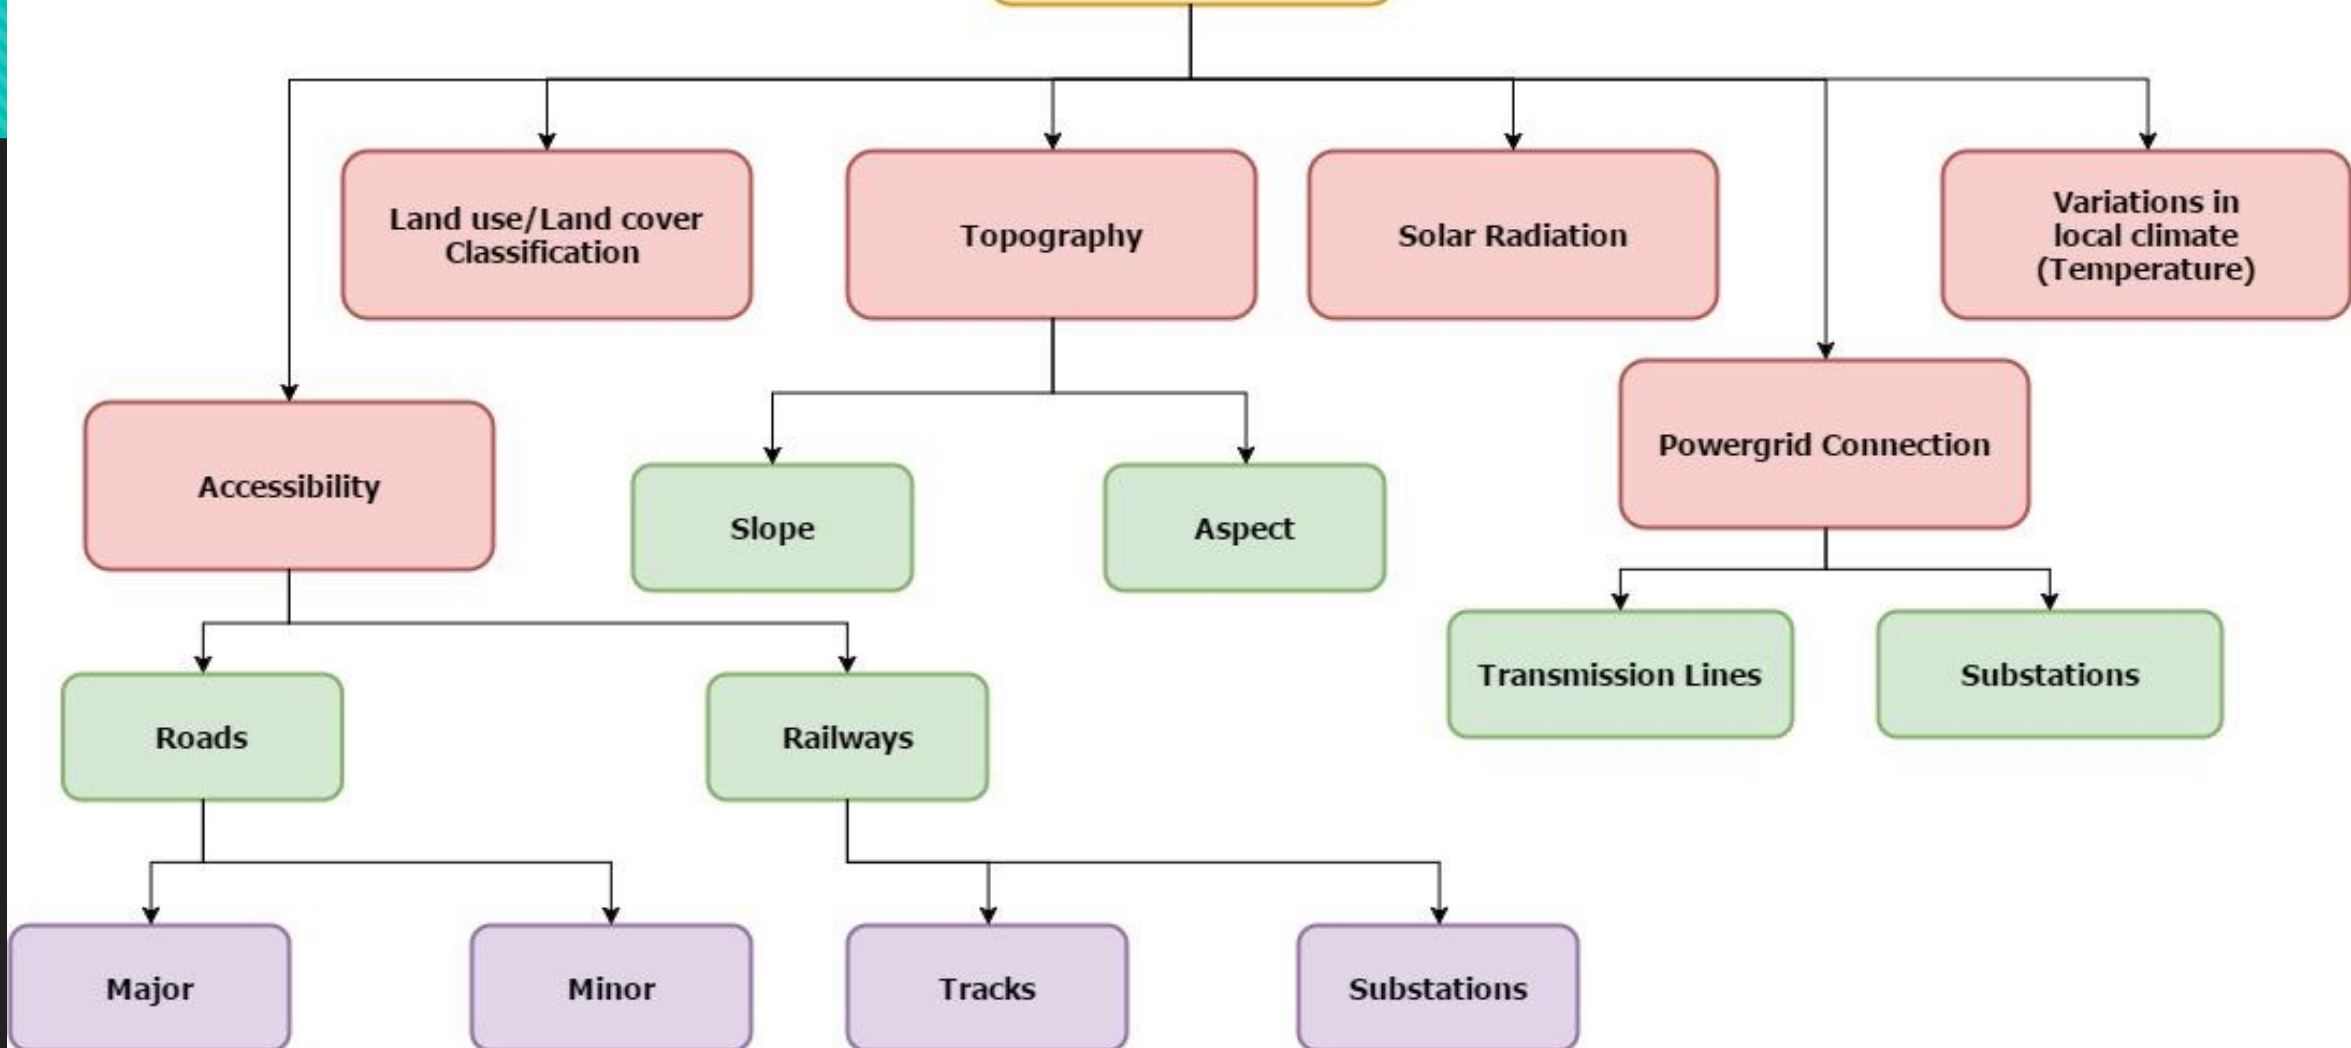 Land use/Land cover
Classification
Topography
Solar Radiation
Variations in
local climate
(Temperature)
Accessibility
Slope
Aspect
Powergrid Connection
Roads
Railways
Transmission Lines
Substations
Major
Minor
Tracks
Substations